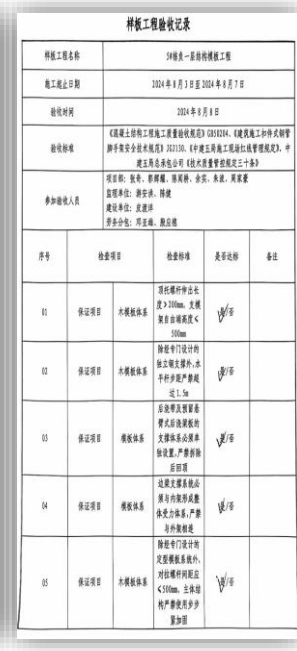 样板工程验收记录
样板工程名称
5#栋负一层结构模板工程
施工起止日期
2024年8月3日至2024年8月7日
验收时间
2024年8月8日
验收标准
《混凝土结构工程施工质量验收规范》GB50204、《建筑施工扣件式钢管
脚手架安全技术规范》JGJ130、《中建五局施工现场红线管理规定》、中
建五局总承包公司《技术质量管控规定三十条》
参加验收人员
项目部：
监理单位：
建设单位：
劳务分包：
序号
检查项目
检查标准
是否达标
备注
01
保证项目
木模板体系
顶托螺杆伸出长
度>200mm，支模
架自由端高度<
500mm
是/否
02
保证项目
木模板体系
除经专门设计的
独立钢支撑外，水
平杆步距严禁超
过1.5m
是/否
03
保证项目
模板体系
后浇带及预留悬
臂式后浇梁板的
支撑体系必须单
独设置，严禁拆除
后回顶
是/否
04
保证项目
模板体系
边梁支撑系统必
须与内架形成整
体受力体系，严禁
与外架相连
是/否
05
保证项目
木模板体系
除经专门设计的
定型模板系统外，
对拉螺杆间距应
<500mm，主体结
构严禁使用步步
紧加固
是/否